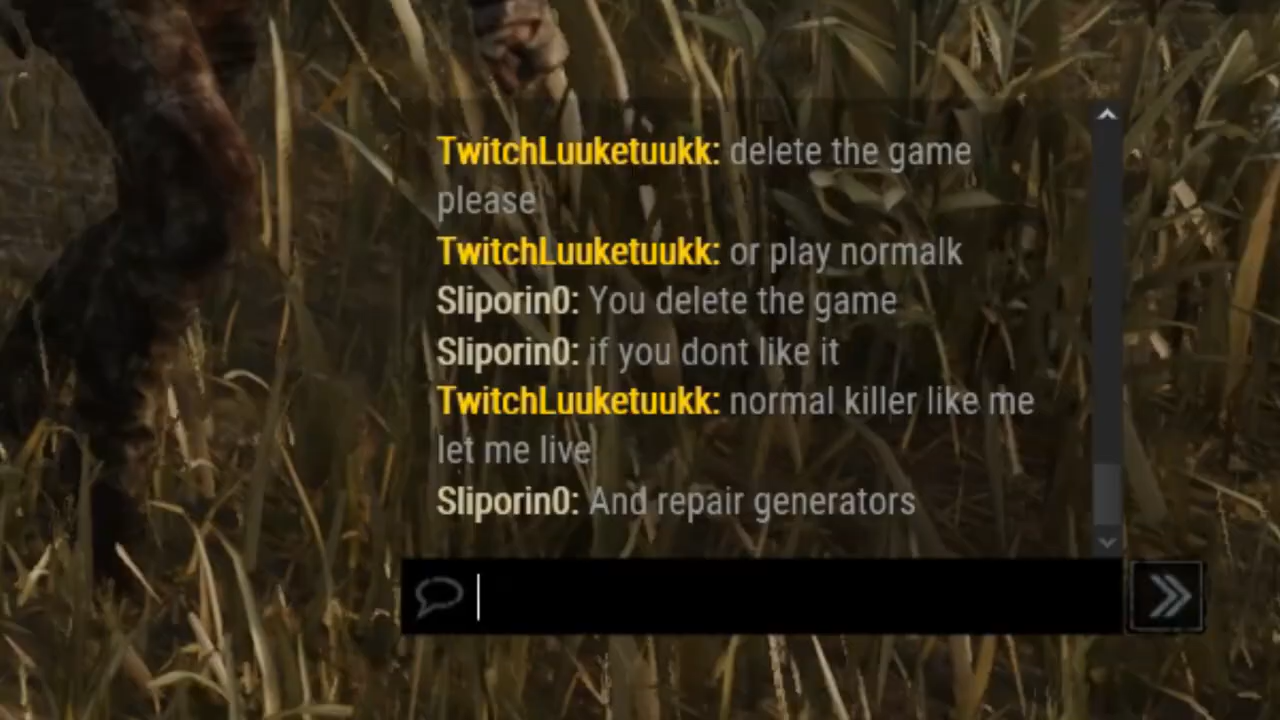 TwitchLuuketuukk: delete the game
please
TwitchLuuketuukk: or play normalk
Sliporin0: You delete the game
Sliporin0: if you dont like it
TwitchLuuketuukk: normal killer like me
let me live
Sliporin0: And repair generators